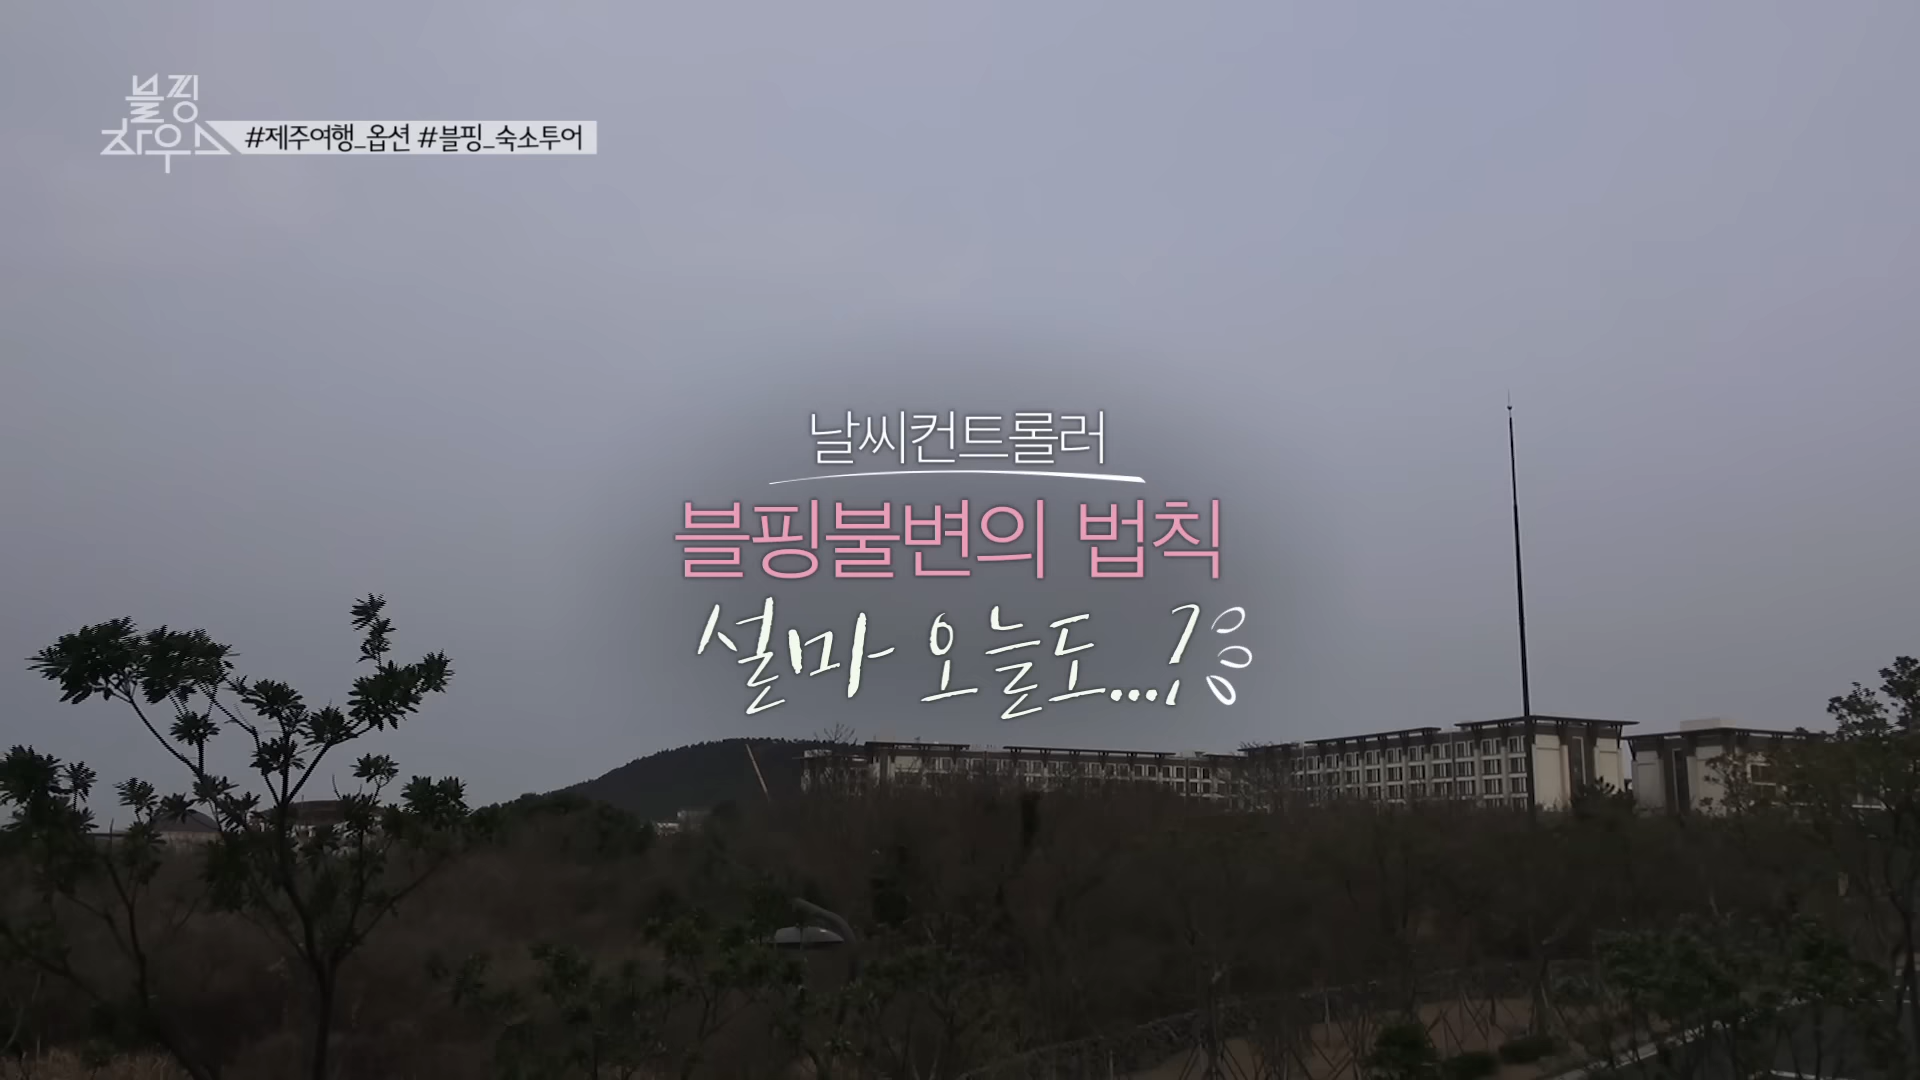 블핑
하우스
#제주여행_옵션 #블핑_숙소투어
날씨컨트롤러
블핑불변의 법칙
설마 오늘도...?